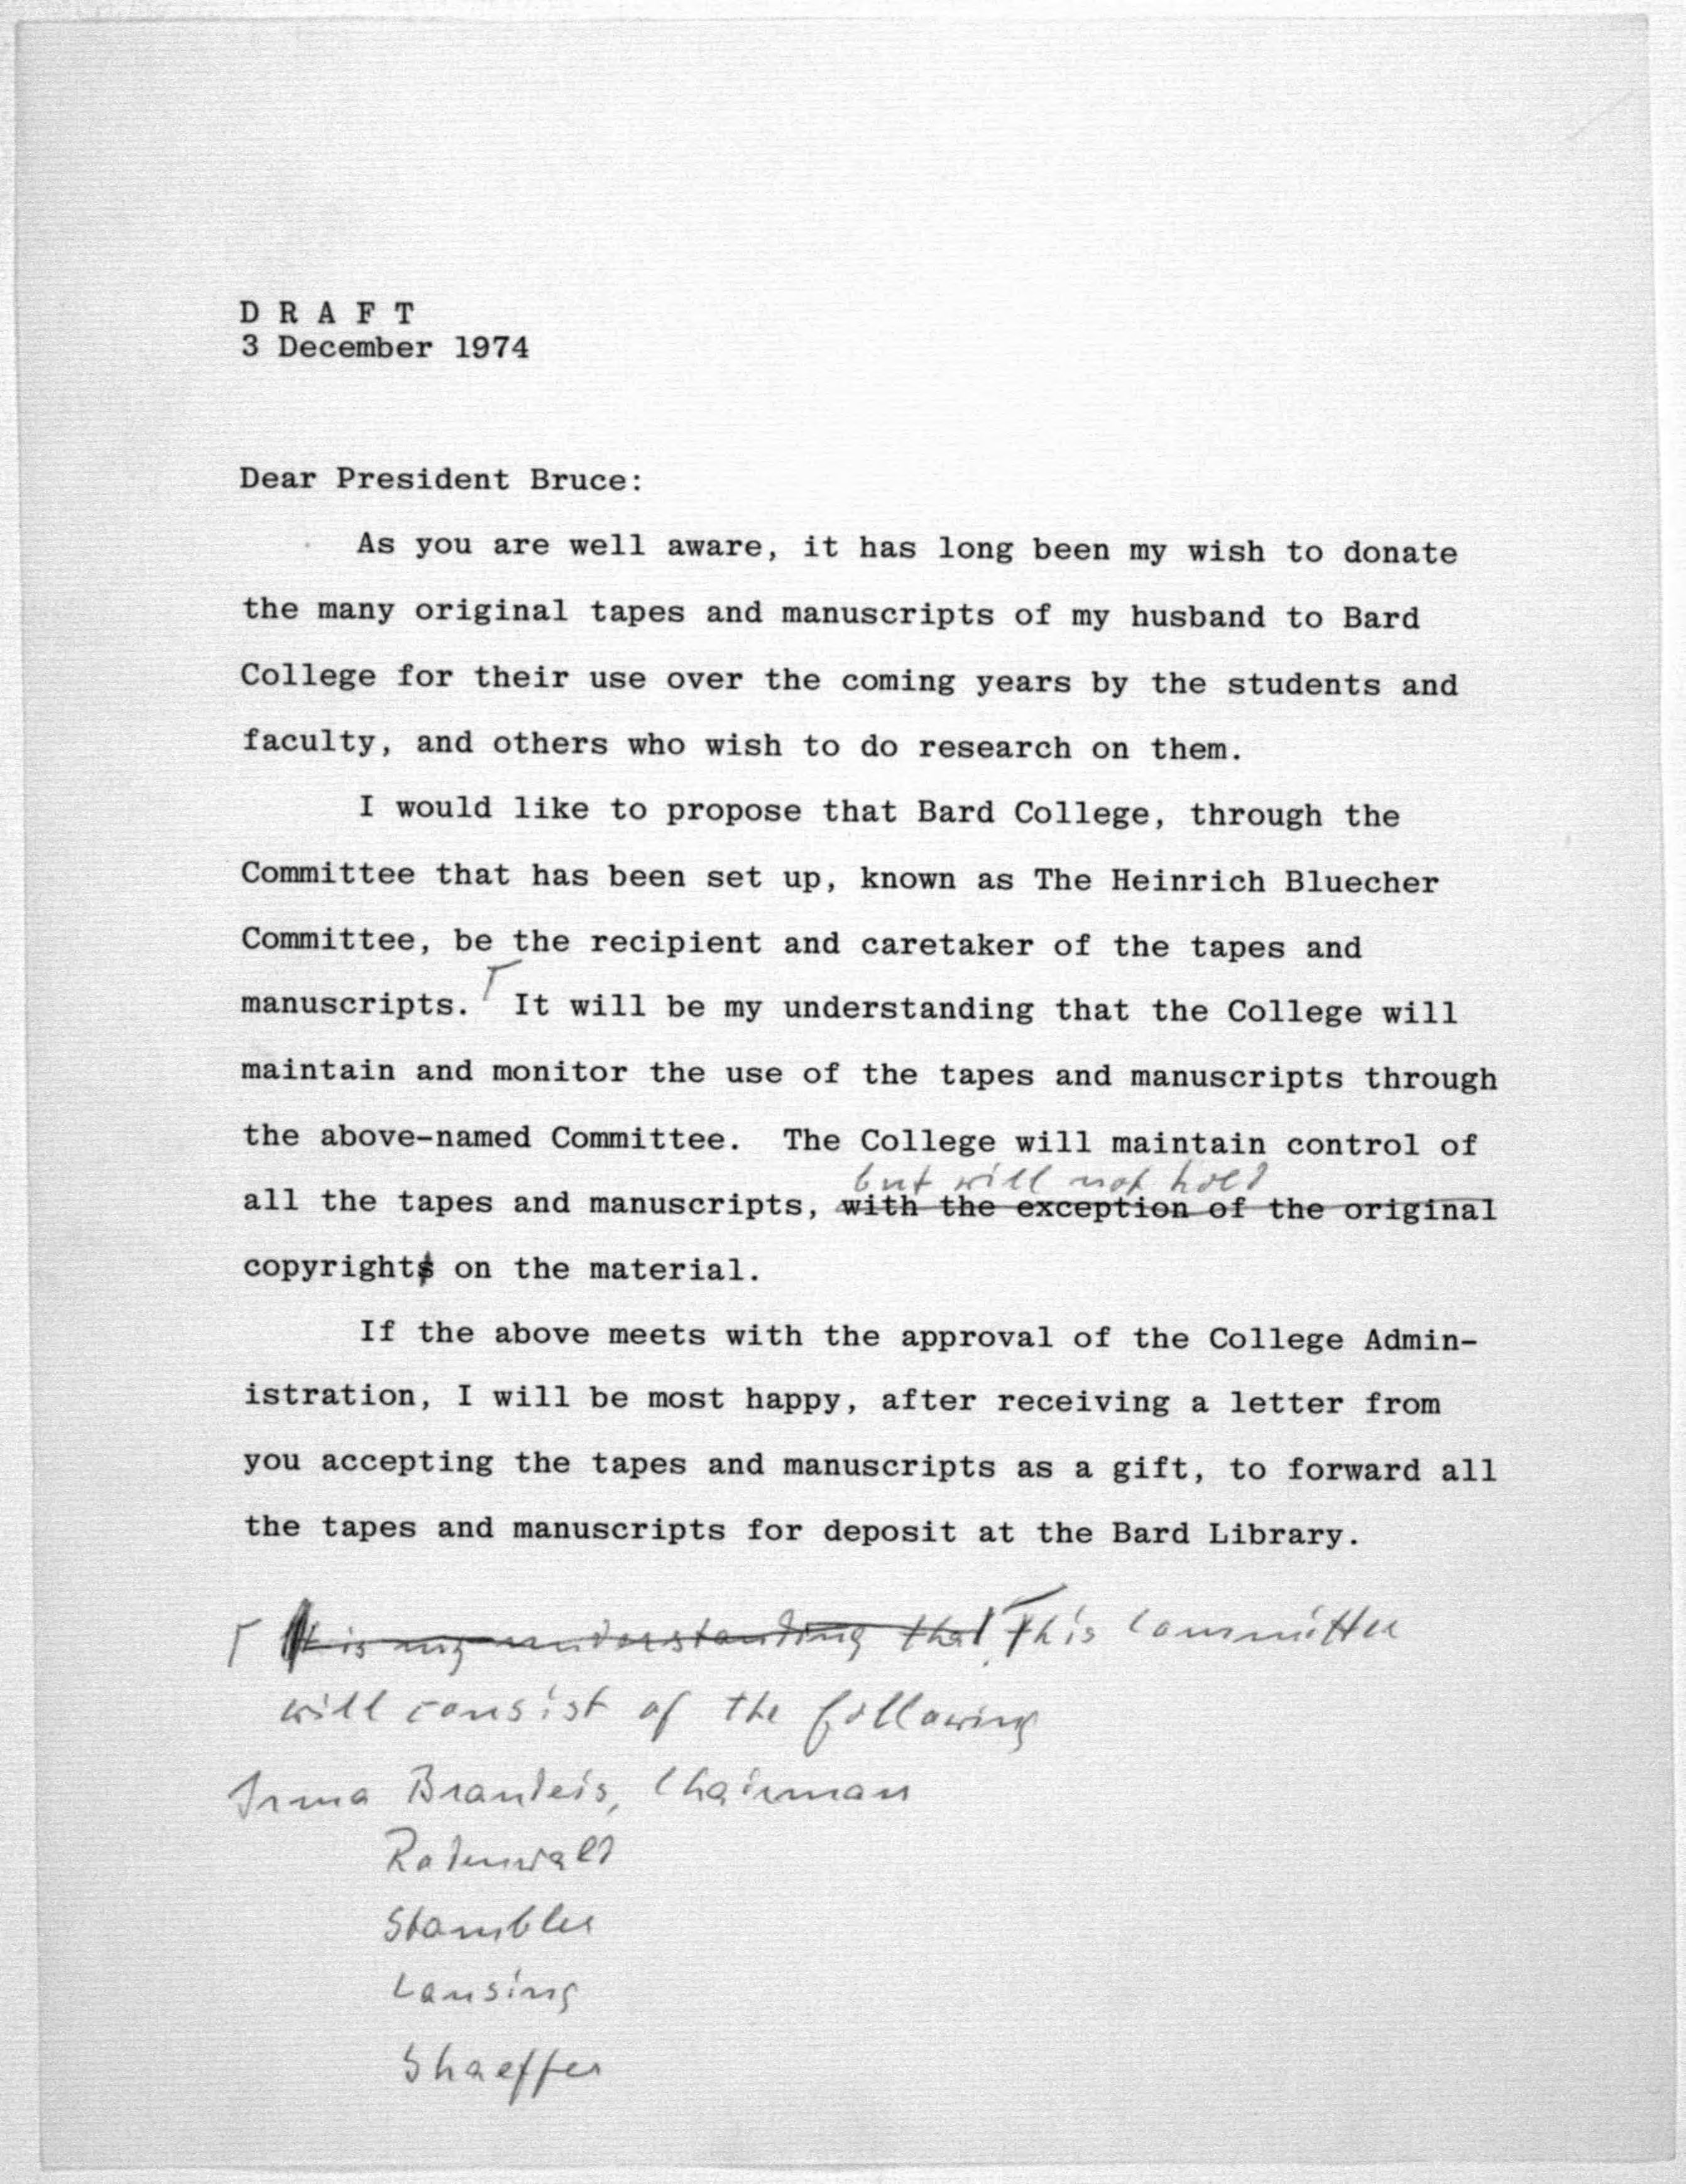 D R A F T
3 December 1974
Dear President Bruce:
As you are well aware, it has long been my wish to donate
the many original tapes and manuscripts of my husband to Bard
College for their use over the coming years by the students and
faculty, and others who wish to do research on them.
I would like to propose that Bard College, through the
Committee that has been set up, known as The Heinrich Bluecher
Committee, be the recipient and caretaker of the tapes and
manuscripts. It will be my understanding that the College will
maintain and monitor the use of the tapes and manuscripts through
the above-named Committee. The College will maintain control of
but will not hold
all the tapes and manuscripts, with the exception of the original
copyrights on the material.
If the above meets with the approval of the College Admin-
istration, I will be most happy, after receiving a letter from
you accepting the tapes and manuscripts as a gift, to forward all
the tapes and manuscripts for deposit at the Bard Library.
It is my understanding that This Committee
will consist of the following
Irma Brandeis, Chairman
Stambler
Lansing
Shaeffer